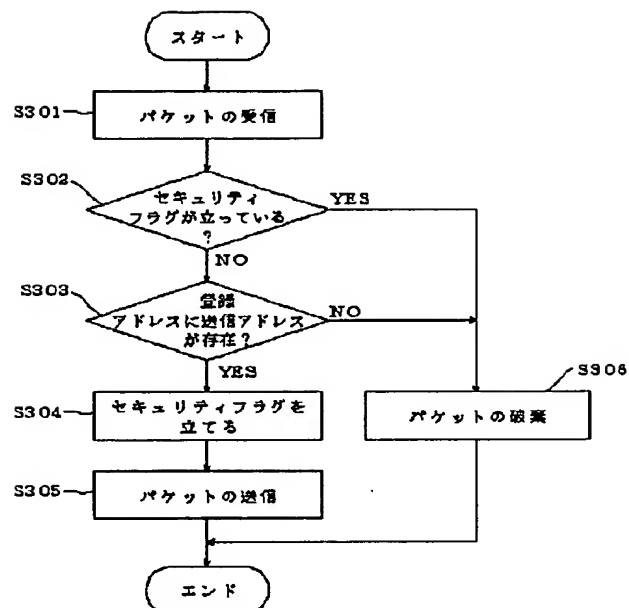 スタート
S301
パケットの受信
S302
セキュリティ
フラグが立っている
?
YES
NO
S303
登録
アドレスに送信アドレス
が存在?
NO
YES
S304
セキュリティフラグを
立てる
S306
パケットの破棄
S305
パケットの送信
エンド